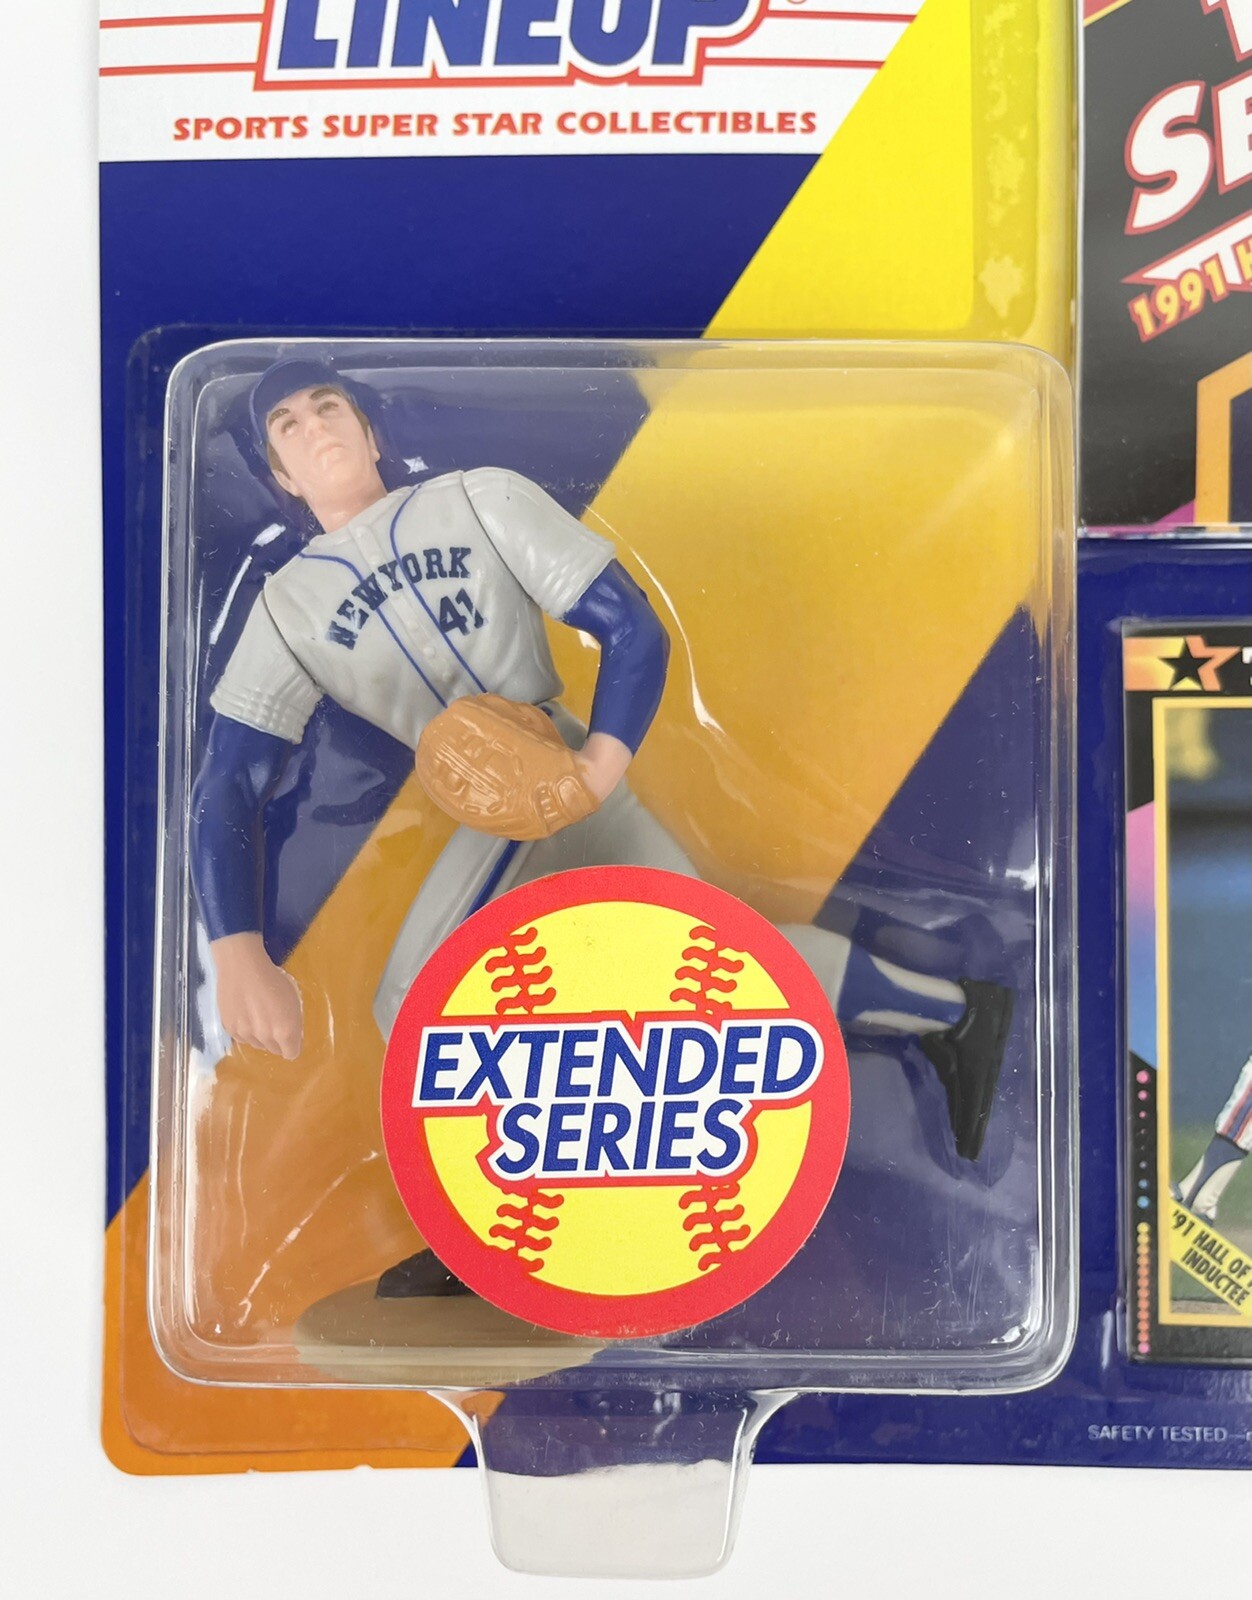 LINEUP
SPORTS SUPER STAR COLLECTIBLES
1991
NEW YORK
41
EXTENDED
SERIES
'91 HALL OF
INDUCTEE
SAFETY TESTED